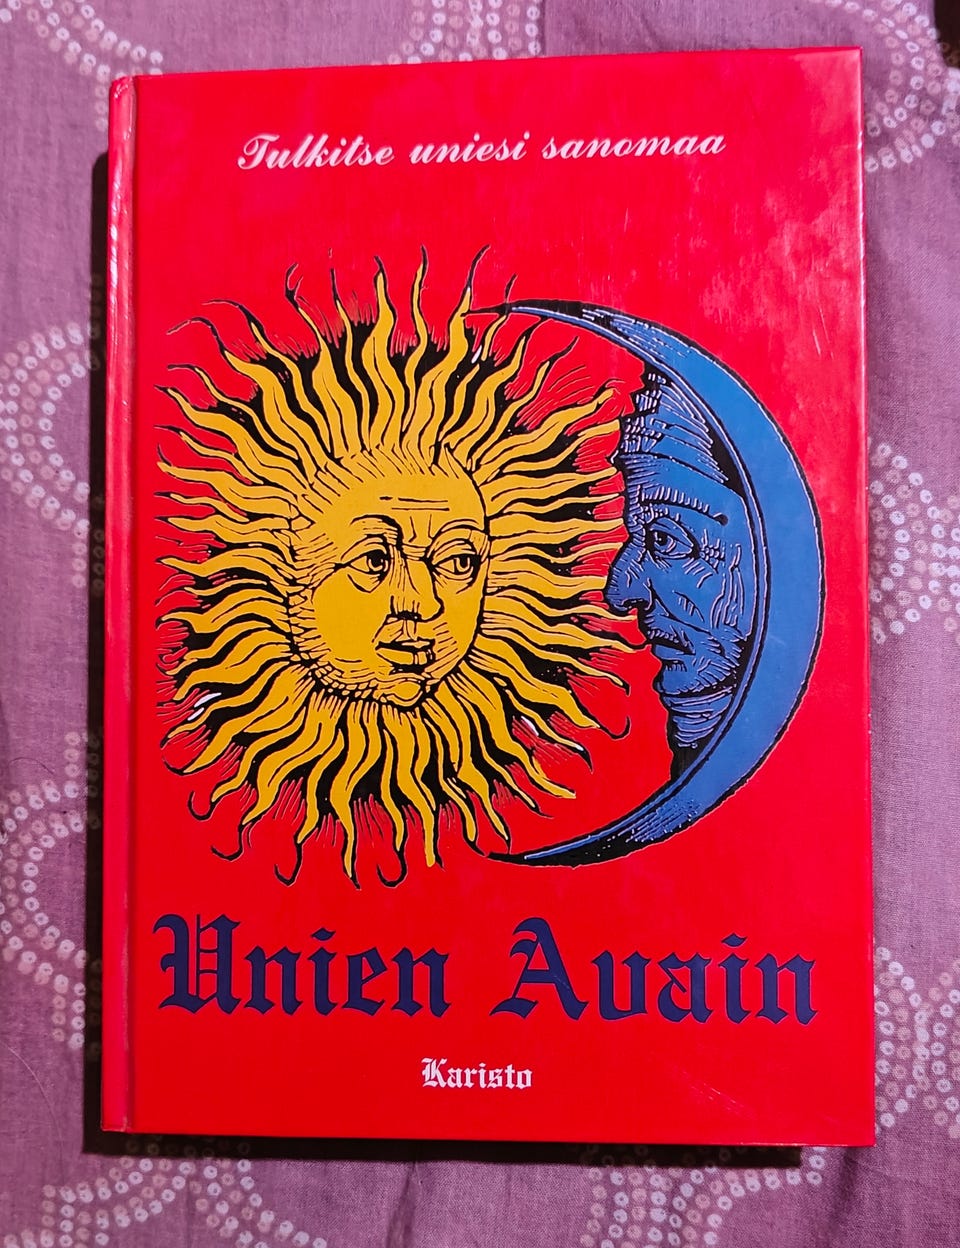 Tulkitse uniesi sanomaa
Unien Avain
Karisto